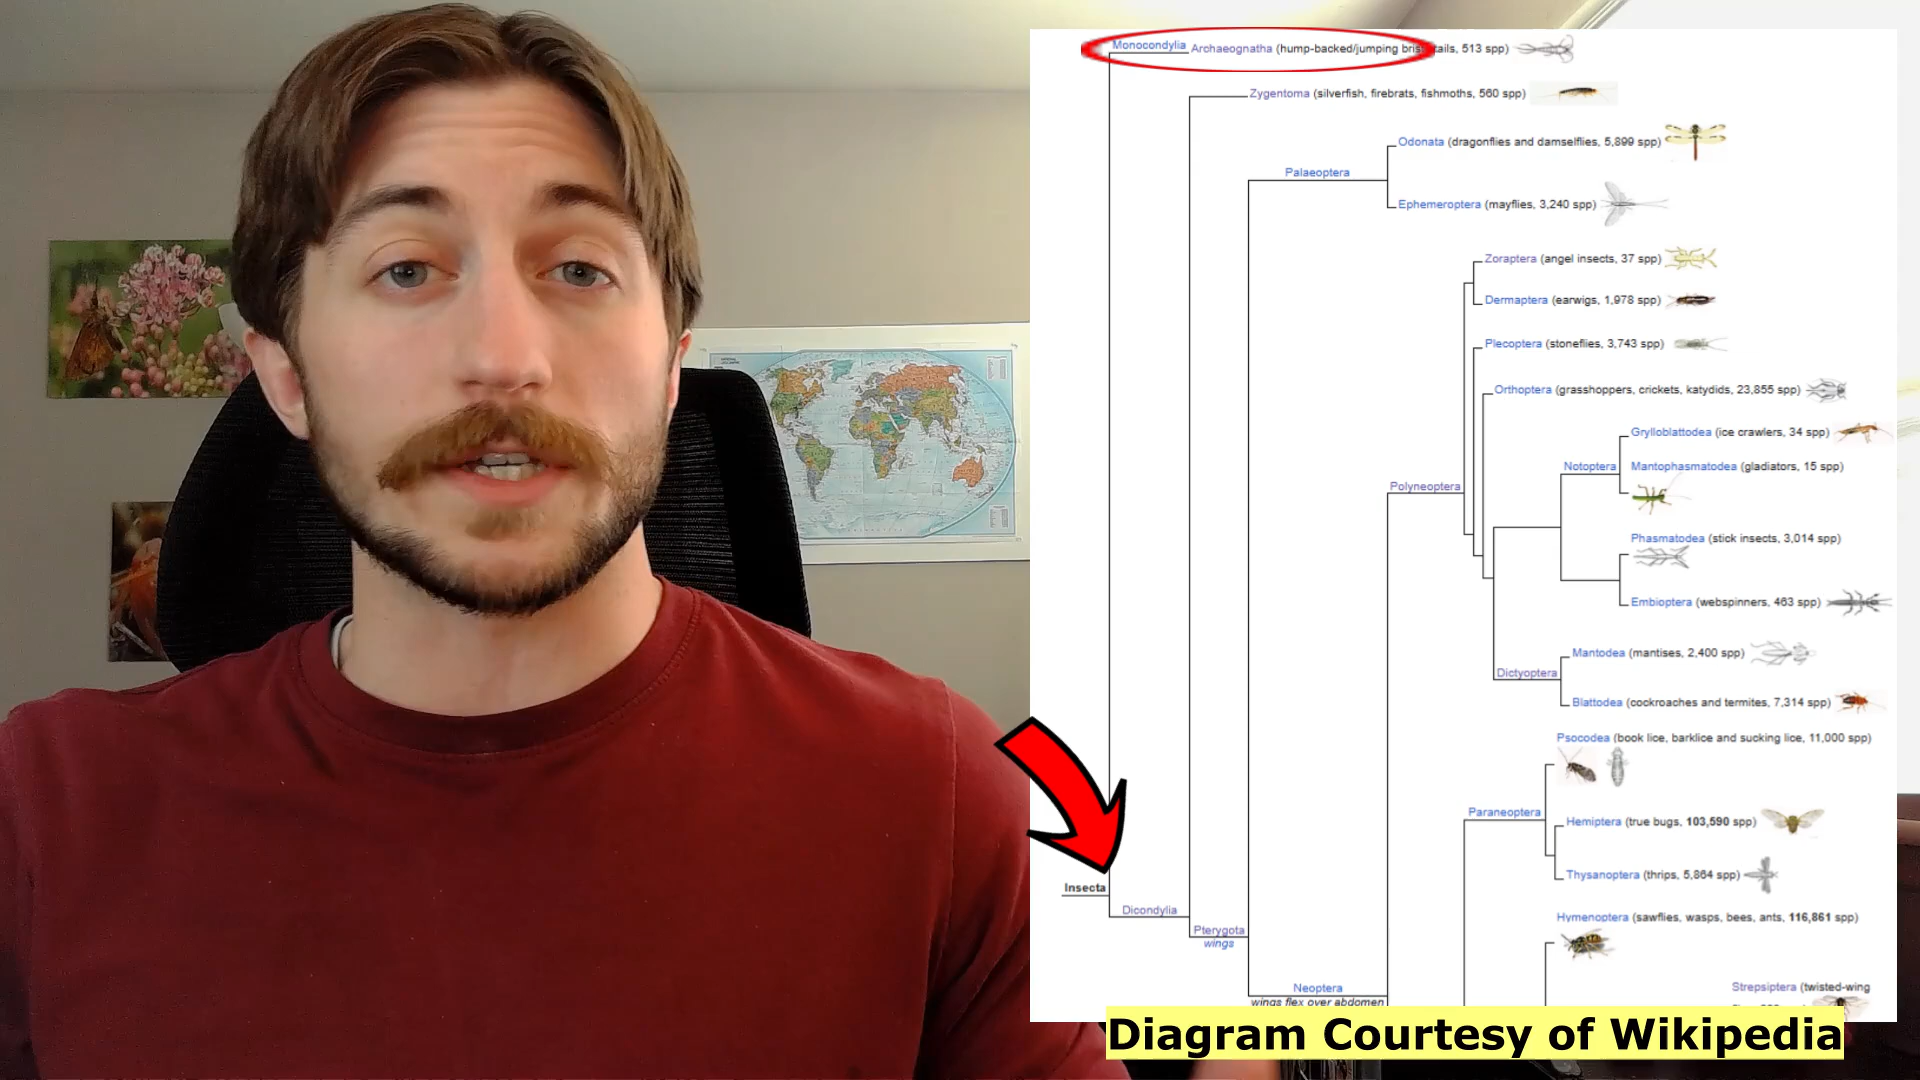 Monocondylia
Archaeognatha (hump-backed/jumping bristletails, 513 spp)
Zygentoma (silverfish, firebrats, fishmoths, 560 spp)
Odonata (dragonflies and damselflies, 5,899 spp)
Palaeoptera
Ephemeroptera (mayflies, 3,240 spp)
Zoraptera (angel insects, 37 spp)
Dermaptera (earwigs, 1,978 spp)
Plecoptera (stoneflies, 3,743 spp)
Orthoptera (grasshoppers, crickets, katydids, 23,855 spp)
Grylloblattodea (ice crawlers, 34 spp)
Notoptera
Mantophasmatodea (gladiators, 15 spp)
Polyneoptera
Phasmatodea (stick insects, 3,014 spp)
Embioptera (webspinners, 463 spp)
Mantodea (mantises, 2,400 spp)
Dictyoptera
Blattodea (cockroaches and termites, 7,314 spp)
Psocodea (book lice, barklice and sucking lice, 11,000 spp)
Paraneoptera
Hemiptera (true bugs, 103,590 spp)
Thysanoptera (thrips, 5,864 spp)
Insecta
Dicondylia
Hymenoptera (sawflies, wasps, bees, ants, 116,861 spp)
Pterygota
wings
Neoptera
wings flex over abdomen
Strepsiptera (twisted-wing
Diagram Courtesy of Wikipedia